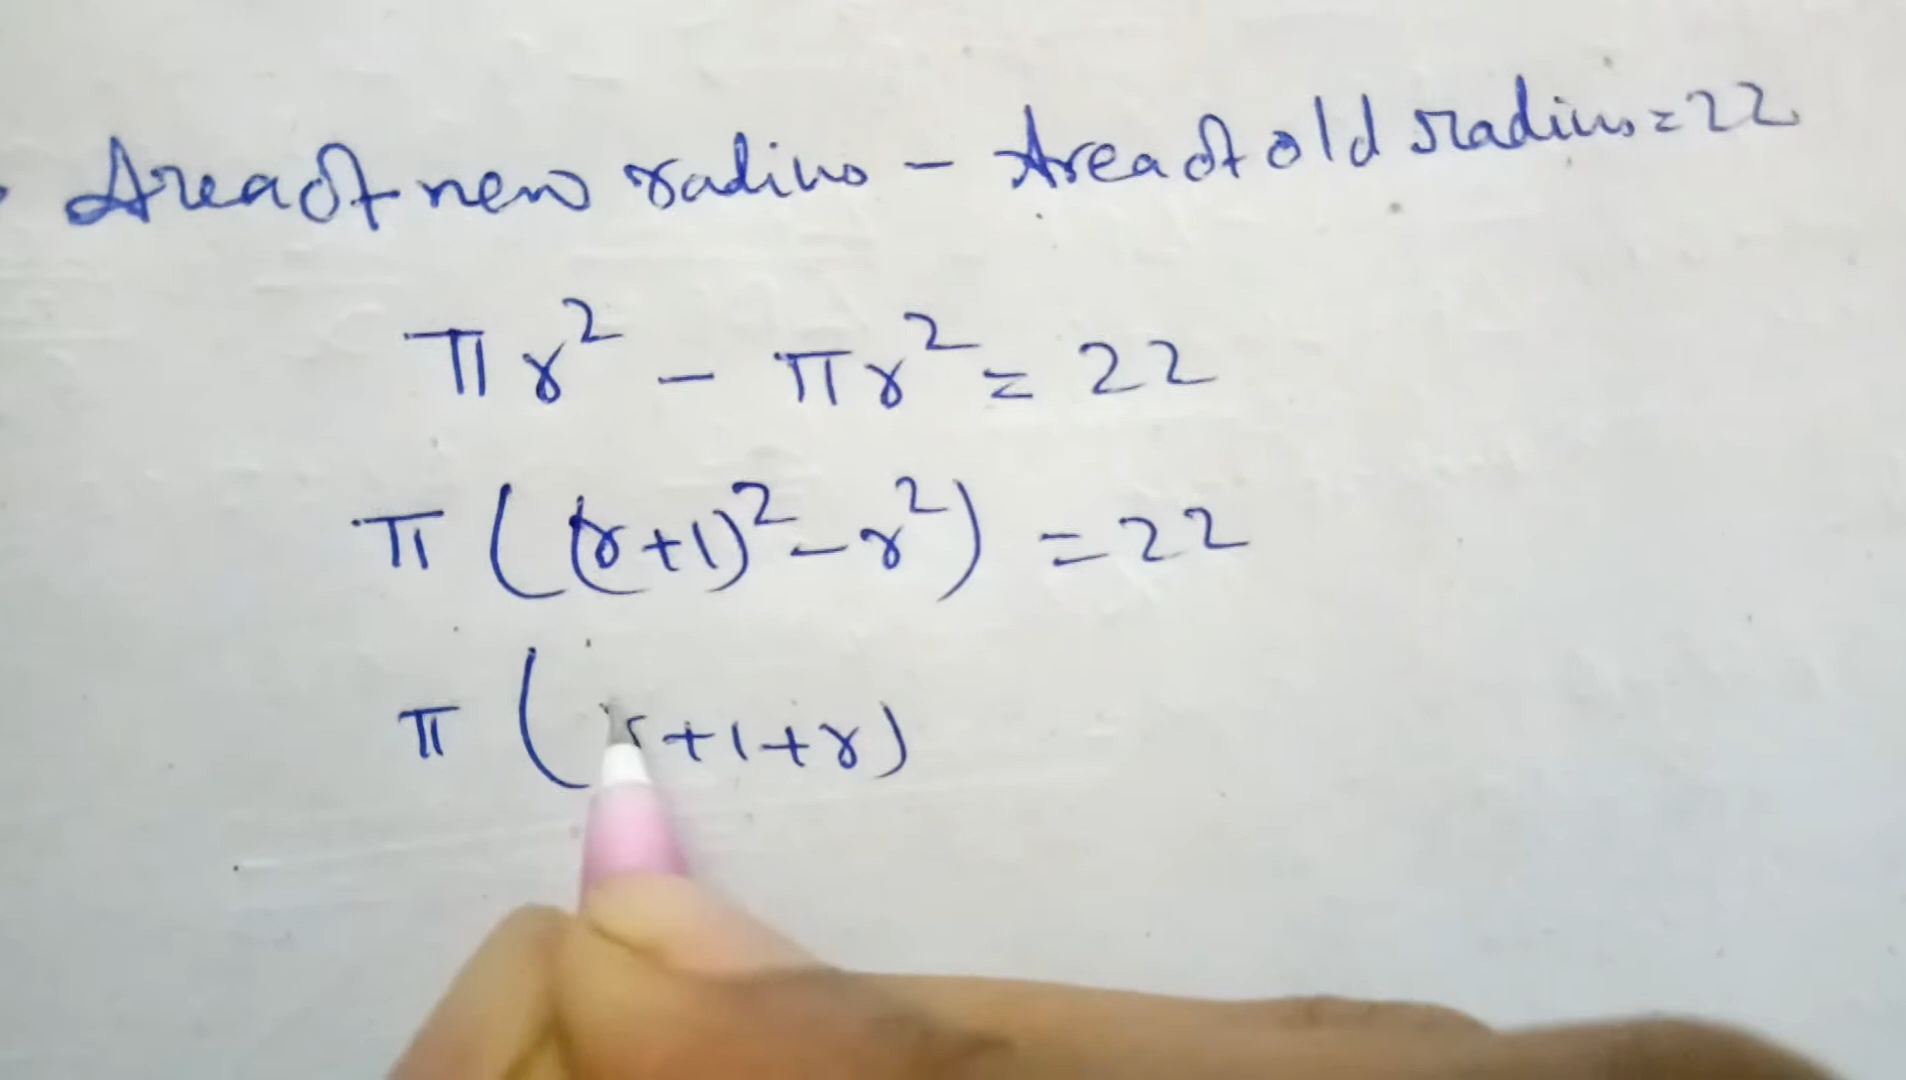 Area of new radius - Area of old radius = 22
πr² - πr² = 22
π((r+1)² - r²) = 22
π((r+1+r)